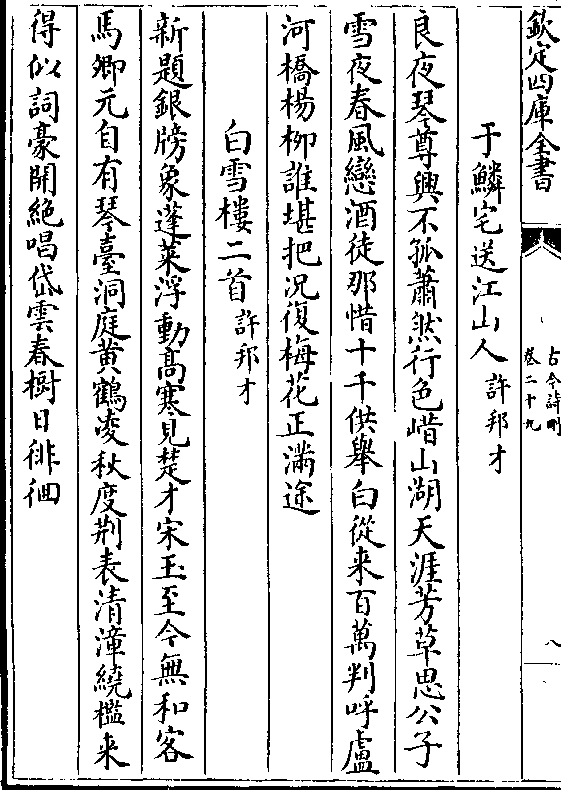 欽定四庫全書
古今詩刪
卷二十九
八
于鱗宅送江山人 許邦才
良夜琴尊興不孤蕭然行色山湖天涯芳草思公子
雪夜春風戀酒徒那惜十千供舉白從来百萬判呼盧
河橋楊栁誰堪把況復梅花正滿途
白雪樓二首 許邦才
新題銀牓象蓬萊浮動髙寒見楚才宋玉至今無和客
馬卿元自有琴臺洞庭黄鶴凌秋度荆表清漳繞檻来
得似詞豪開絶唱岱雲春樹日徘徊